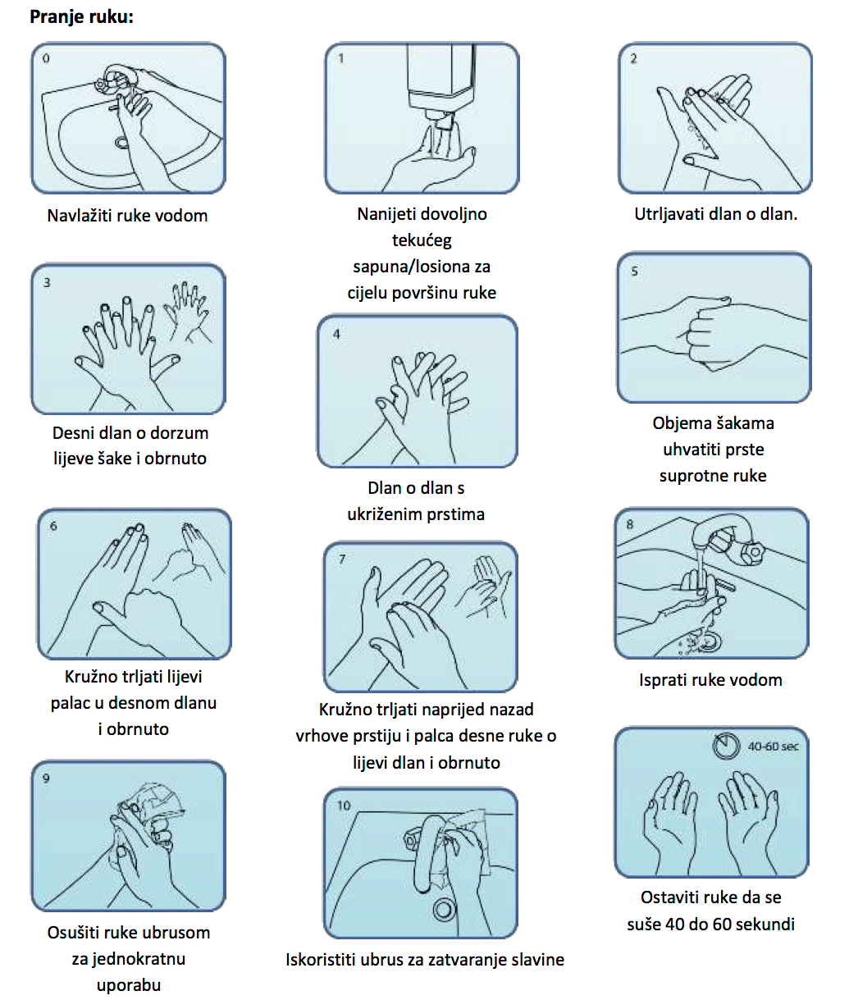 Pranje ruku:
0
Navlažiti ruke vodom
1
Nanijeti dovoljno
tekućeg
sapuna/losiona za
cijelu površinu ruke
2
Utrljavati dlan o dlan.
3
Desni dlan o dorzum
lijeve šake i obrnuto
4
Dlan o dlan s
ukriženim prstima
5
Objema šakama
uhvatiti prste
suprotne ruke
6
Kružno trljati lijevi
palac u desnom dlanu
i obrnuto
7
Kružno trljati naprijed nazad
vrhove prstiju i palca desne ruke o
lijevi dlan i obrnuto
8
Isprati ruke vodom
9
Osušiti ruke ubrusom
za jednokratnu
uporabu
10
Iskoristiti ubrus za zatvaranje slavine
40-60 sec
Ostaviti ruke da se
suše 40 do 60 sekundi